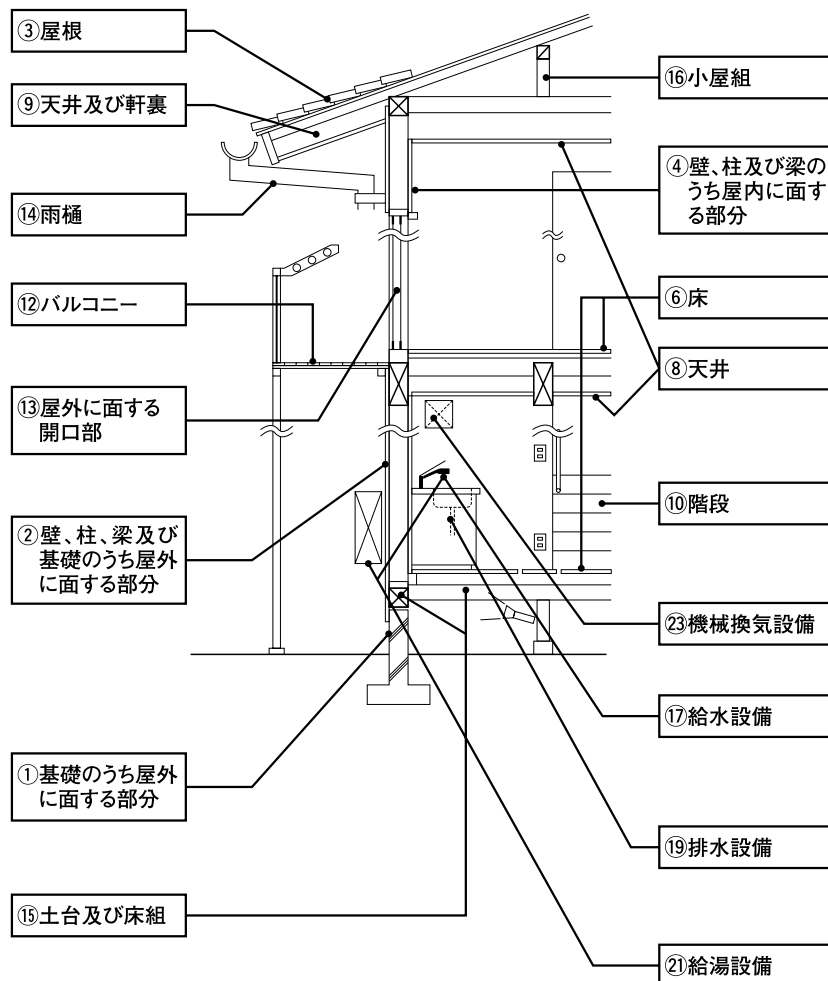 ③屋根
⑨天井及び軒裏
⑭雨樋
⑫バルコニー
⑬屋外に面する
開口部
②壁、柱、梁及び
基礎のうち屋外
に面する部分
①基礎のうち屋外
に面する部分
⑮土台及び床組
⑯小屋組
④壁、柱及び梁の
うち屋内に面す
る部分
⑥床
⑧天井
⑩階段
㉓機械換気設備
⑰給水設備
⑲排水設備
㉑給湯設備